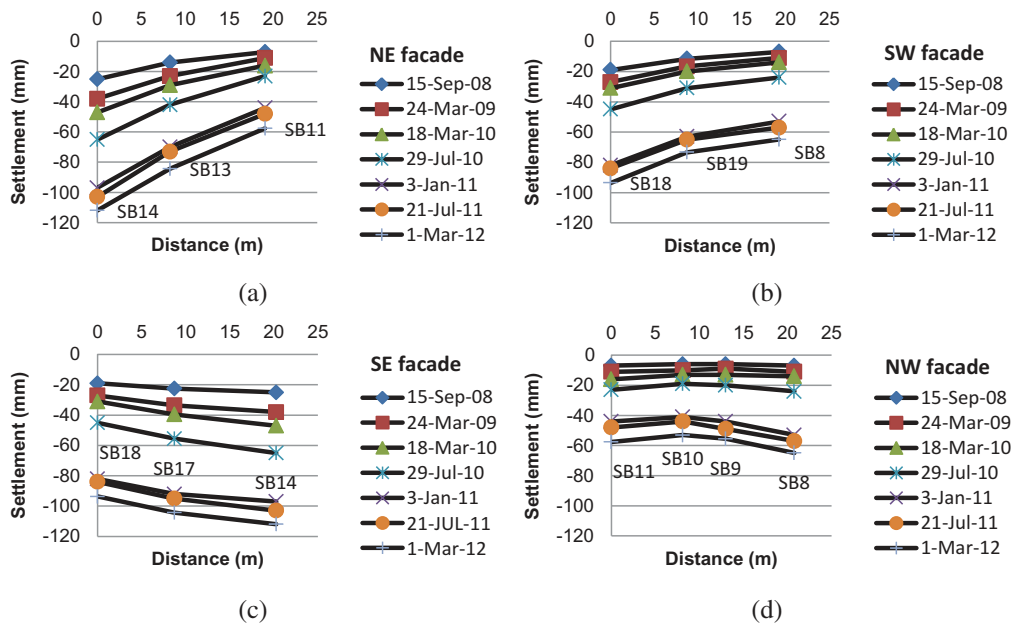 0 5 10 15 20 25
0
-20
-40
-60
-80
-100
-120
Settlement (mm)
Distance (m)
SB11
SB13
SB14
NE facade
15-Sep-08
24-Mar-09
18-Mar-10
29-Jul-10
3-Jan-11
21-Jul-11
1-Mar-12
(a)
0 5 10 15 20 25
0
-20
-40
-60
-80
-100
-120
Settlement (mm)
Distance (m)
SB8
SB19
SB18
SW facade
15-Sep-08
24-Mar-09
18-Mar-10
29-Jul-10
3-Jan-11
21-Jul-11
1-Mar-12
(b)
0 5 10 15 20 25
0
-20
-40
-60
-80
-100
-120
Settlement (mm)
Distance (m)
SB18
SB17
SB14
SE facade
15-Sep-08
24-Mar-09
18-Mar-10
29-Jul-10
3-Jan-11
21-JUL-11
1-Mar-12
(c)
0 5 10 15 20 25
0
-20
-40
-60
-80
-100
-120
Settlement (mm)
Distance (m)
SB11
SB10
SB9
SB8
NW facade
15-Sep-08
24-Mar-09
18-Mar-10
29-Jul-10
3-Jan-11
21-Jul-11
1-Mar-12
(d)